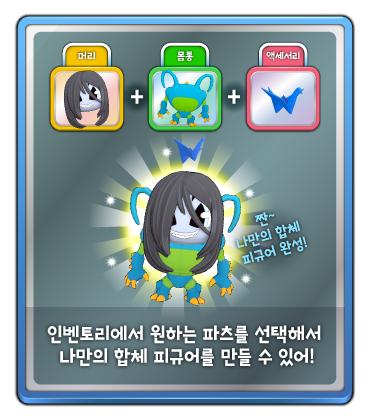 머리 몸통 액세서리
짠~
나만의 합체
피규어 완성!
인벤토리에서 원하는 파츠를 선택해서
나만의 합체 피규어를 만들 수 있어!